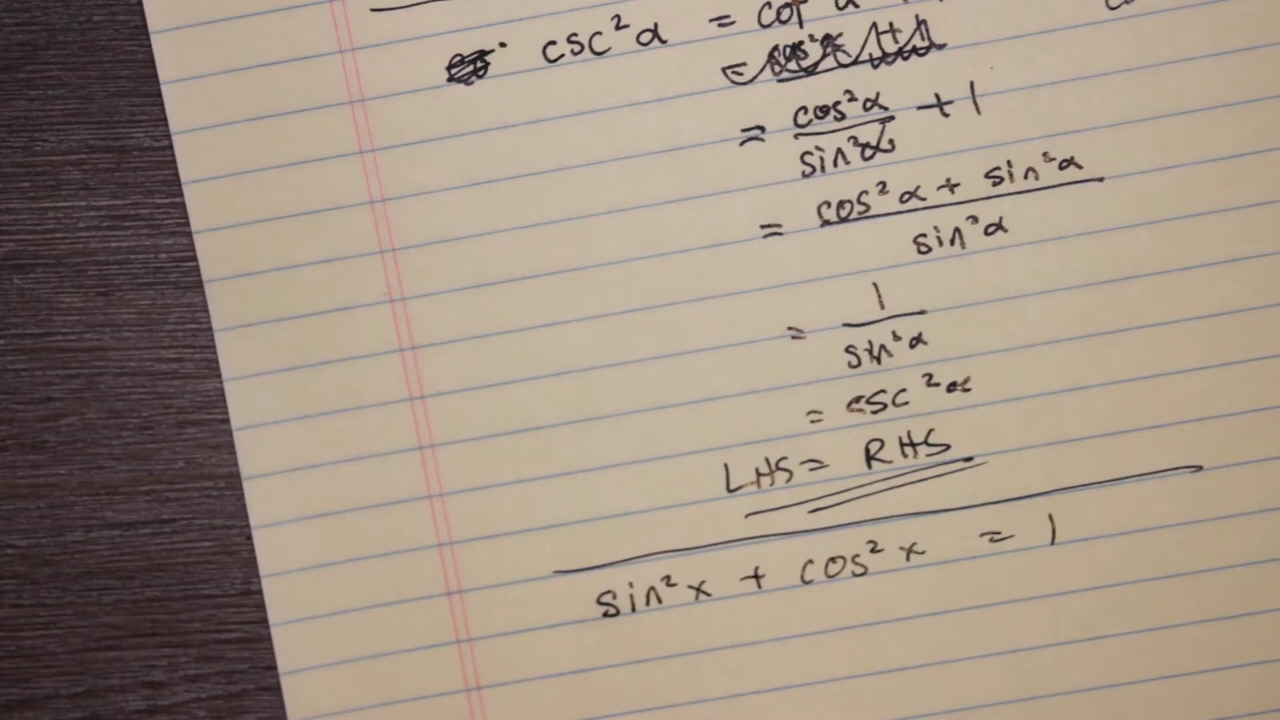 csc²α = cot α
= cos²α/sin²α + 1
= cos²α + sin²α/sin²α
= 1/sin²α
= csc²α
LHS = RHS
sin²x + cos²x = 1